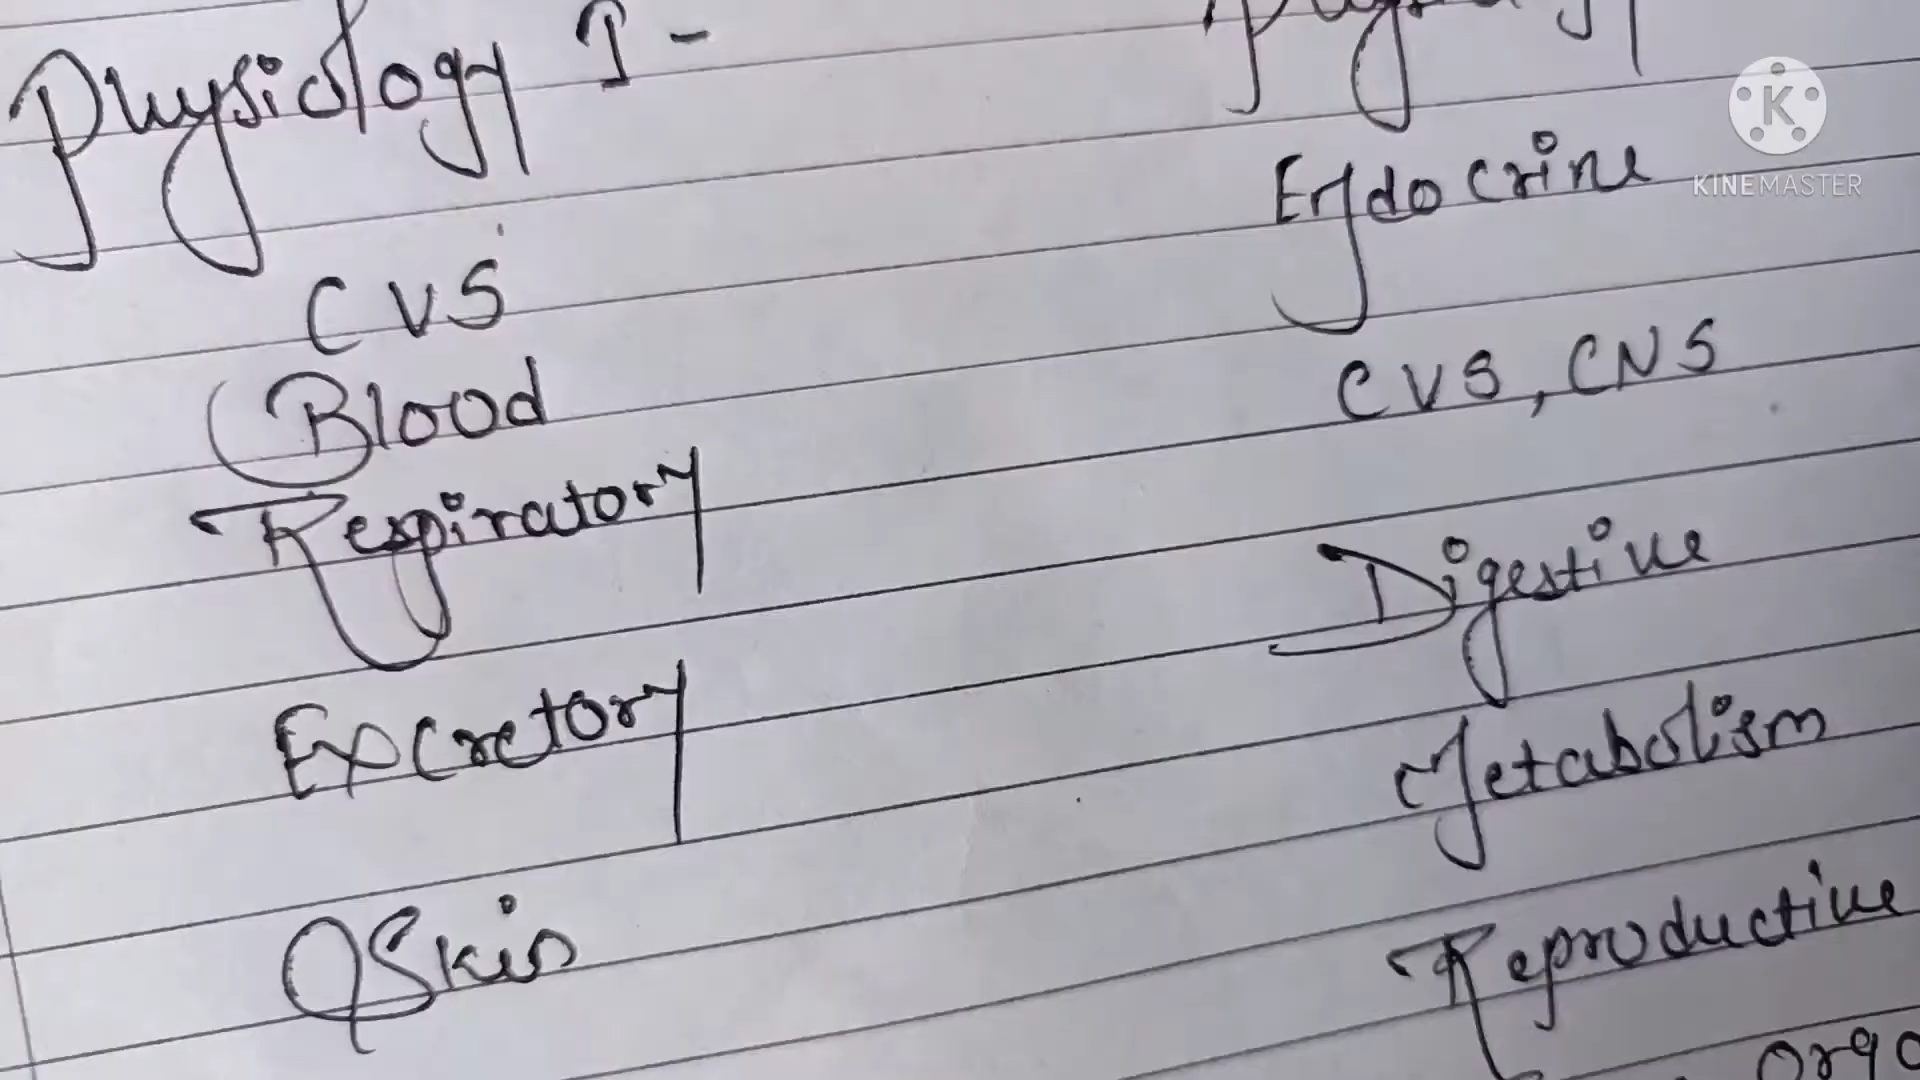 Physiology I -
CVS
Blood
Respiratory
Excretory
Skin
Endocrine
CVS, CNS
Digestive
Metabolism
Reproductive
K
KINEMASTER